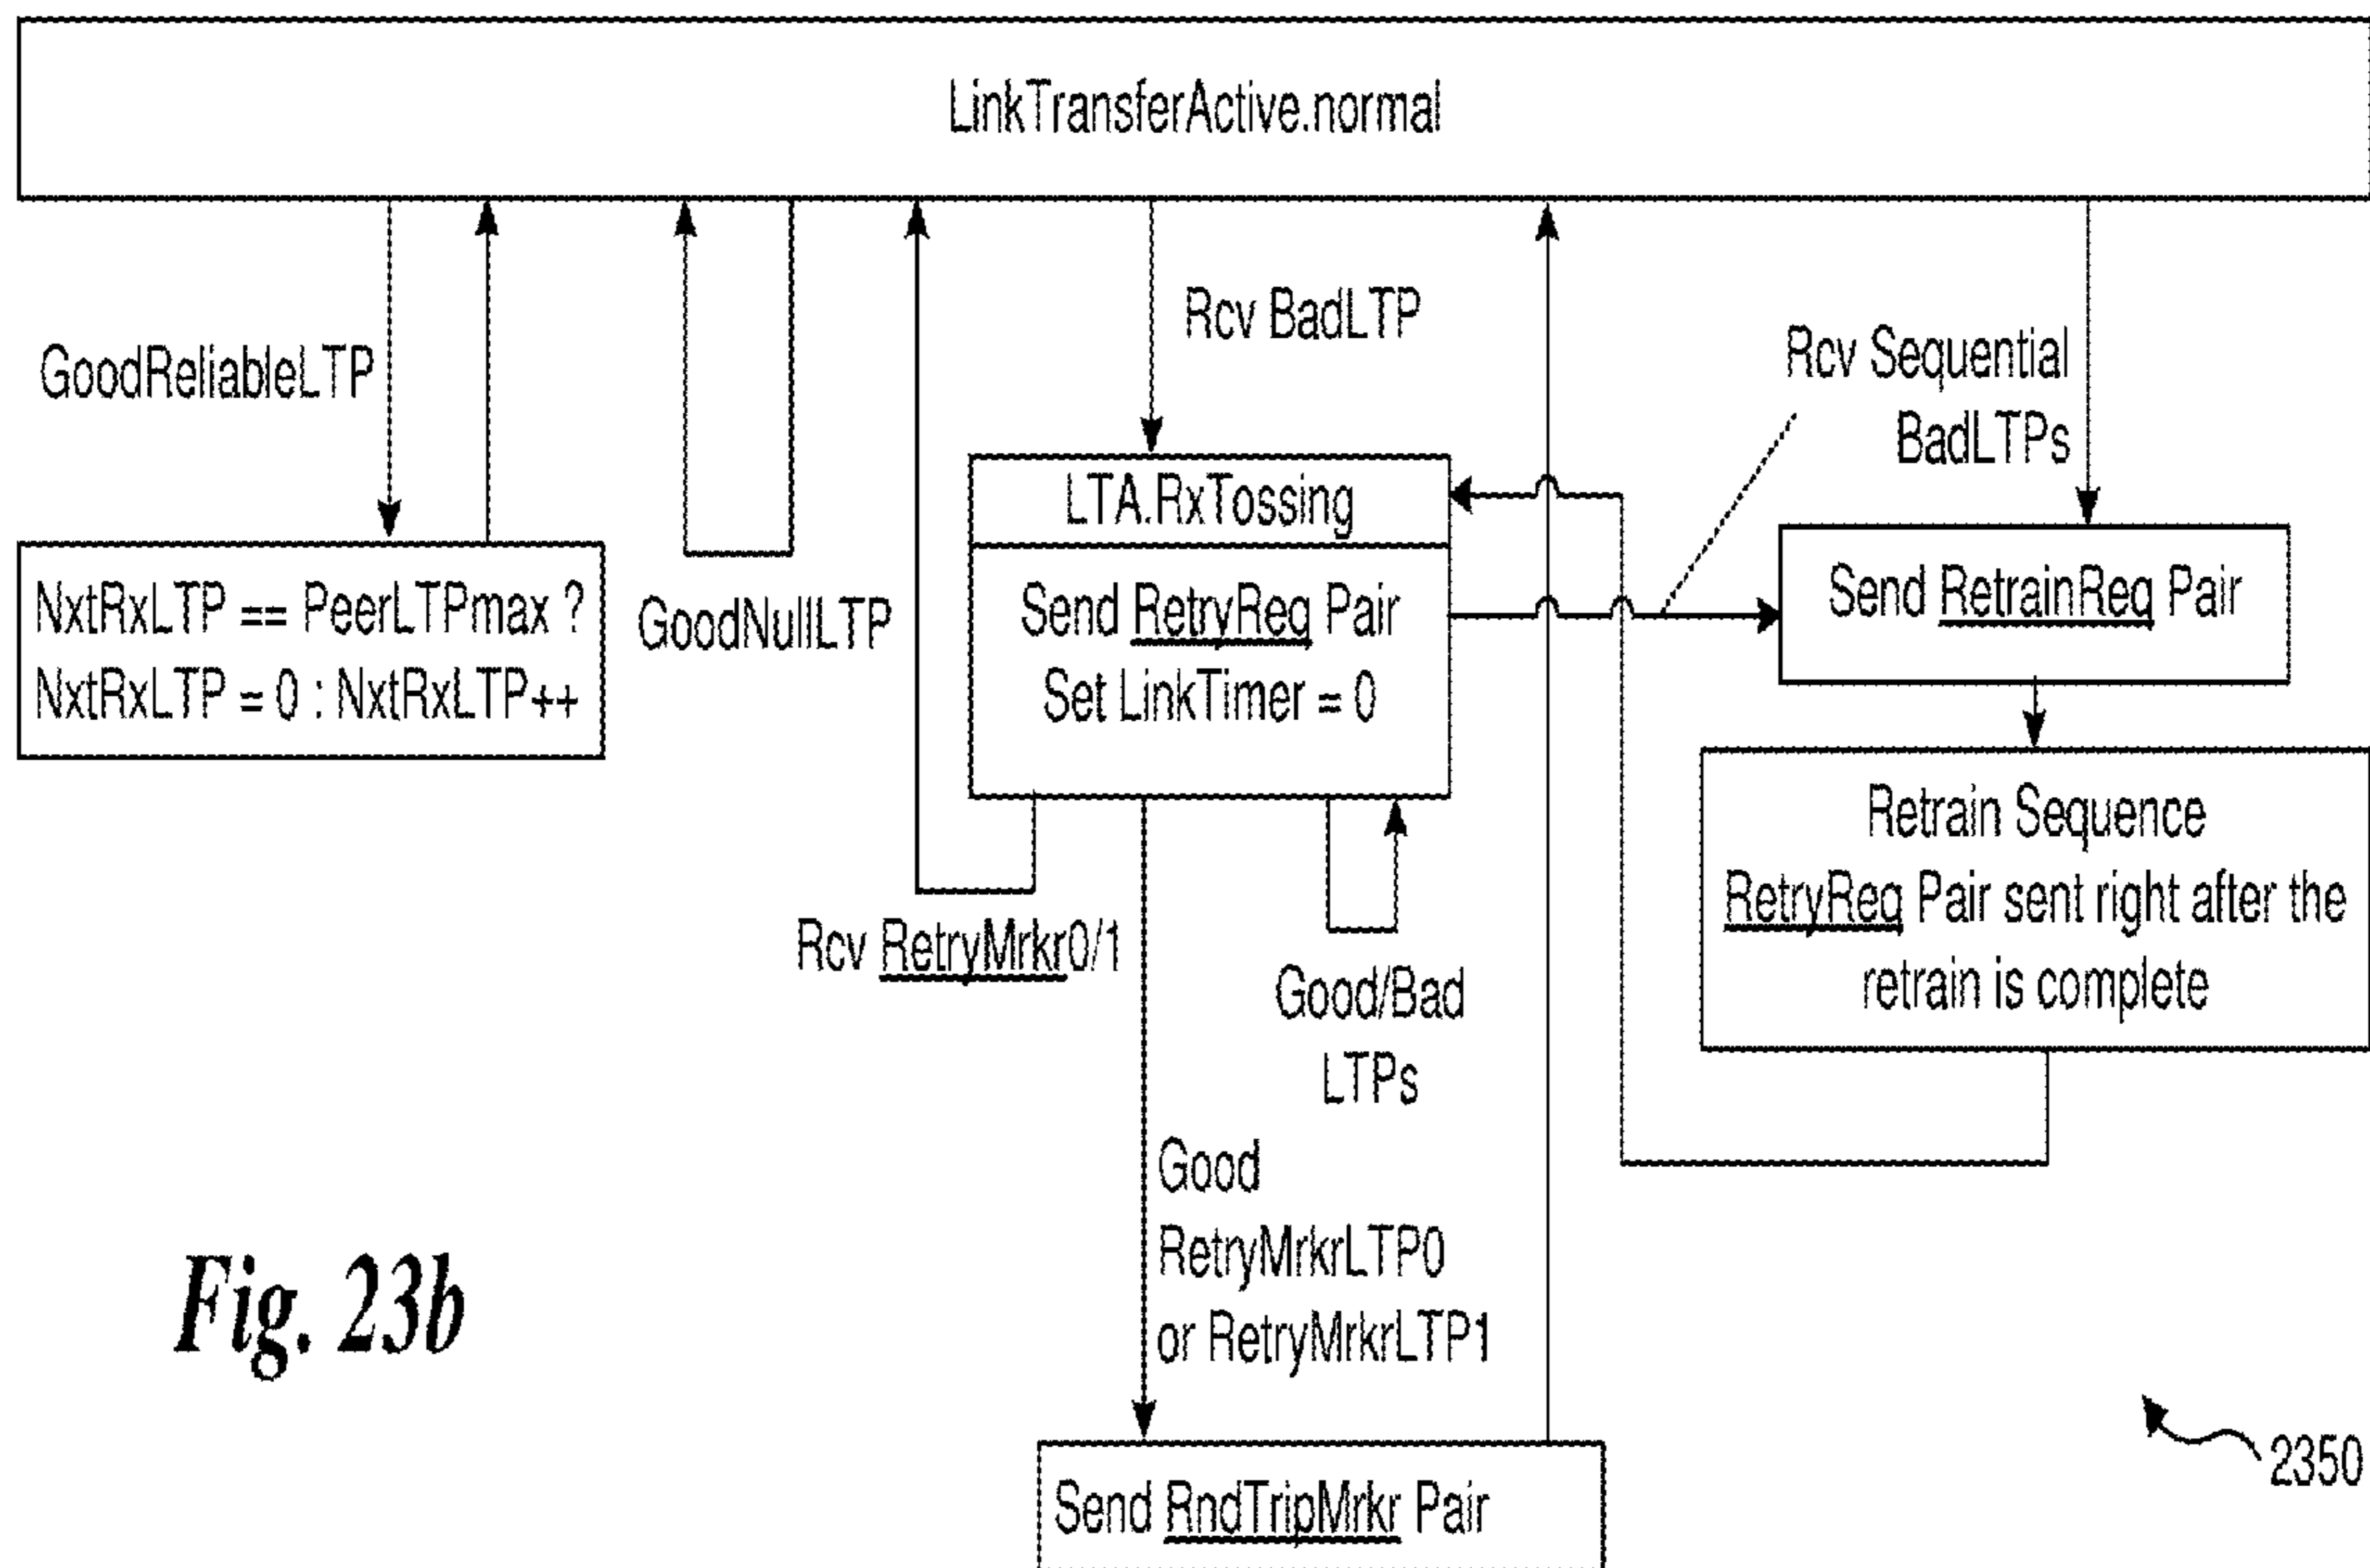 LinkTransferActive.normal
GoodReliableLTP
NxtRxLTP == PeerLTPmax ?
NxtRxLTP = 0 : NxtRxLTP++
GoodNullLTP
Rcv BadLTP
LTA.RxTossing
Send RetryReq Pair
Set LinkTimer = 0
Rcv Sequential
BadLTPs
Send RetrainReq Pair
Retrain Sequence
RetryReq Pair sent right after the
retrain is complete
Rcv RetryMrkr0/1
Good/Bad
LTPs
Good
RetryMrkrLTP0
or RetryMrkrLTP1
Send RndTripMrkr Pair
Fig. 23b
2350